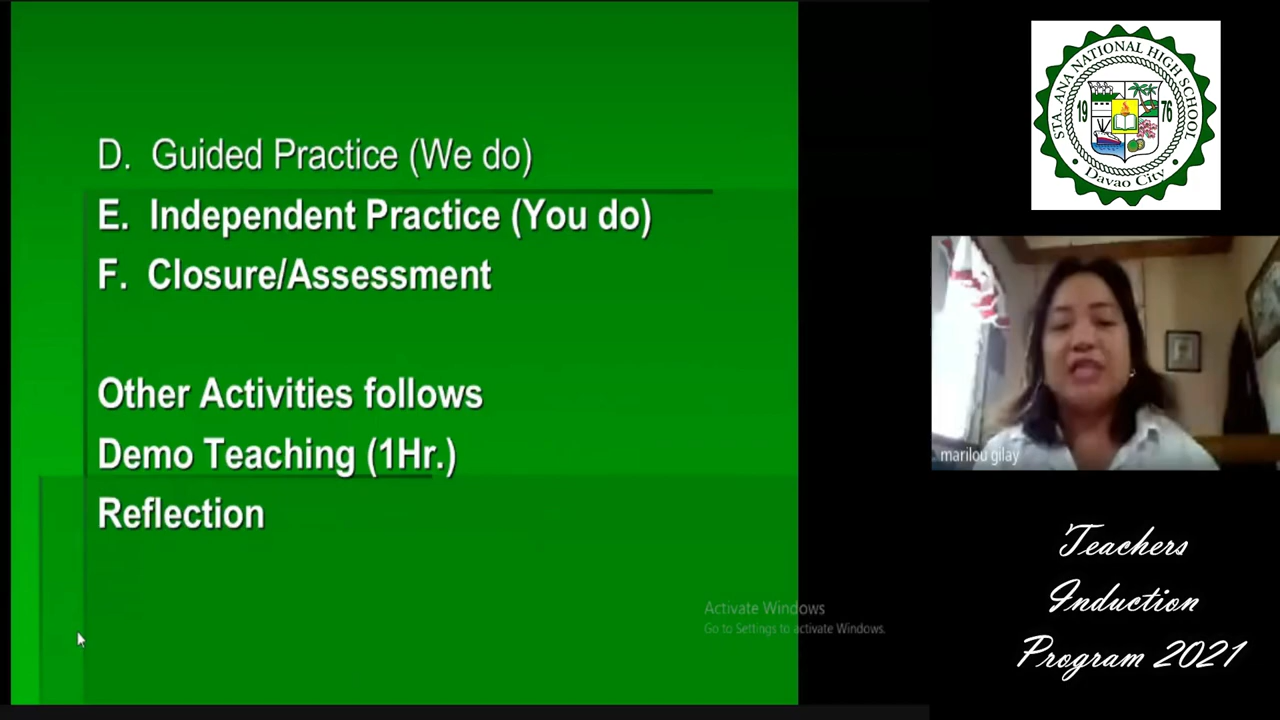 D. Guided Practice (We do)
E. Independent Practice (You do)
F. Closure/Assessment
Other Activities follows
Demo Teaching (1Hr.)
Reflection
Activate Windows
Go to Settings to activate Windows.
STA. ANA NATIONAL HIGH SCHOOL
19 76
Davao City
marilou gilay
Teachers
Induction
Program 2021